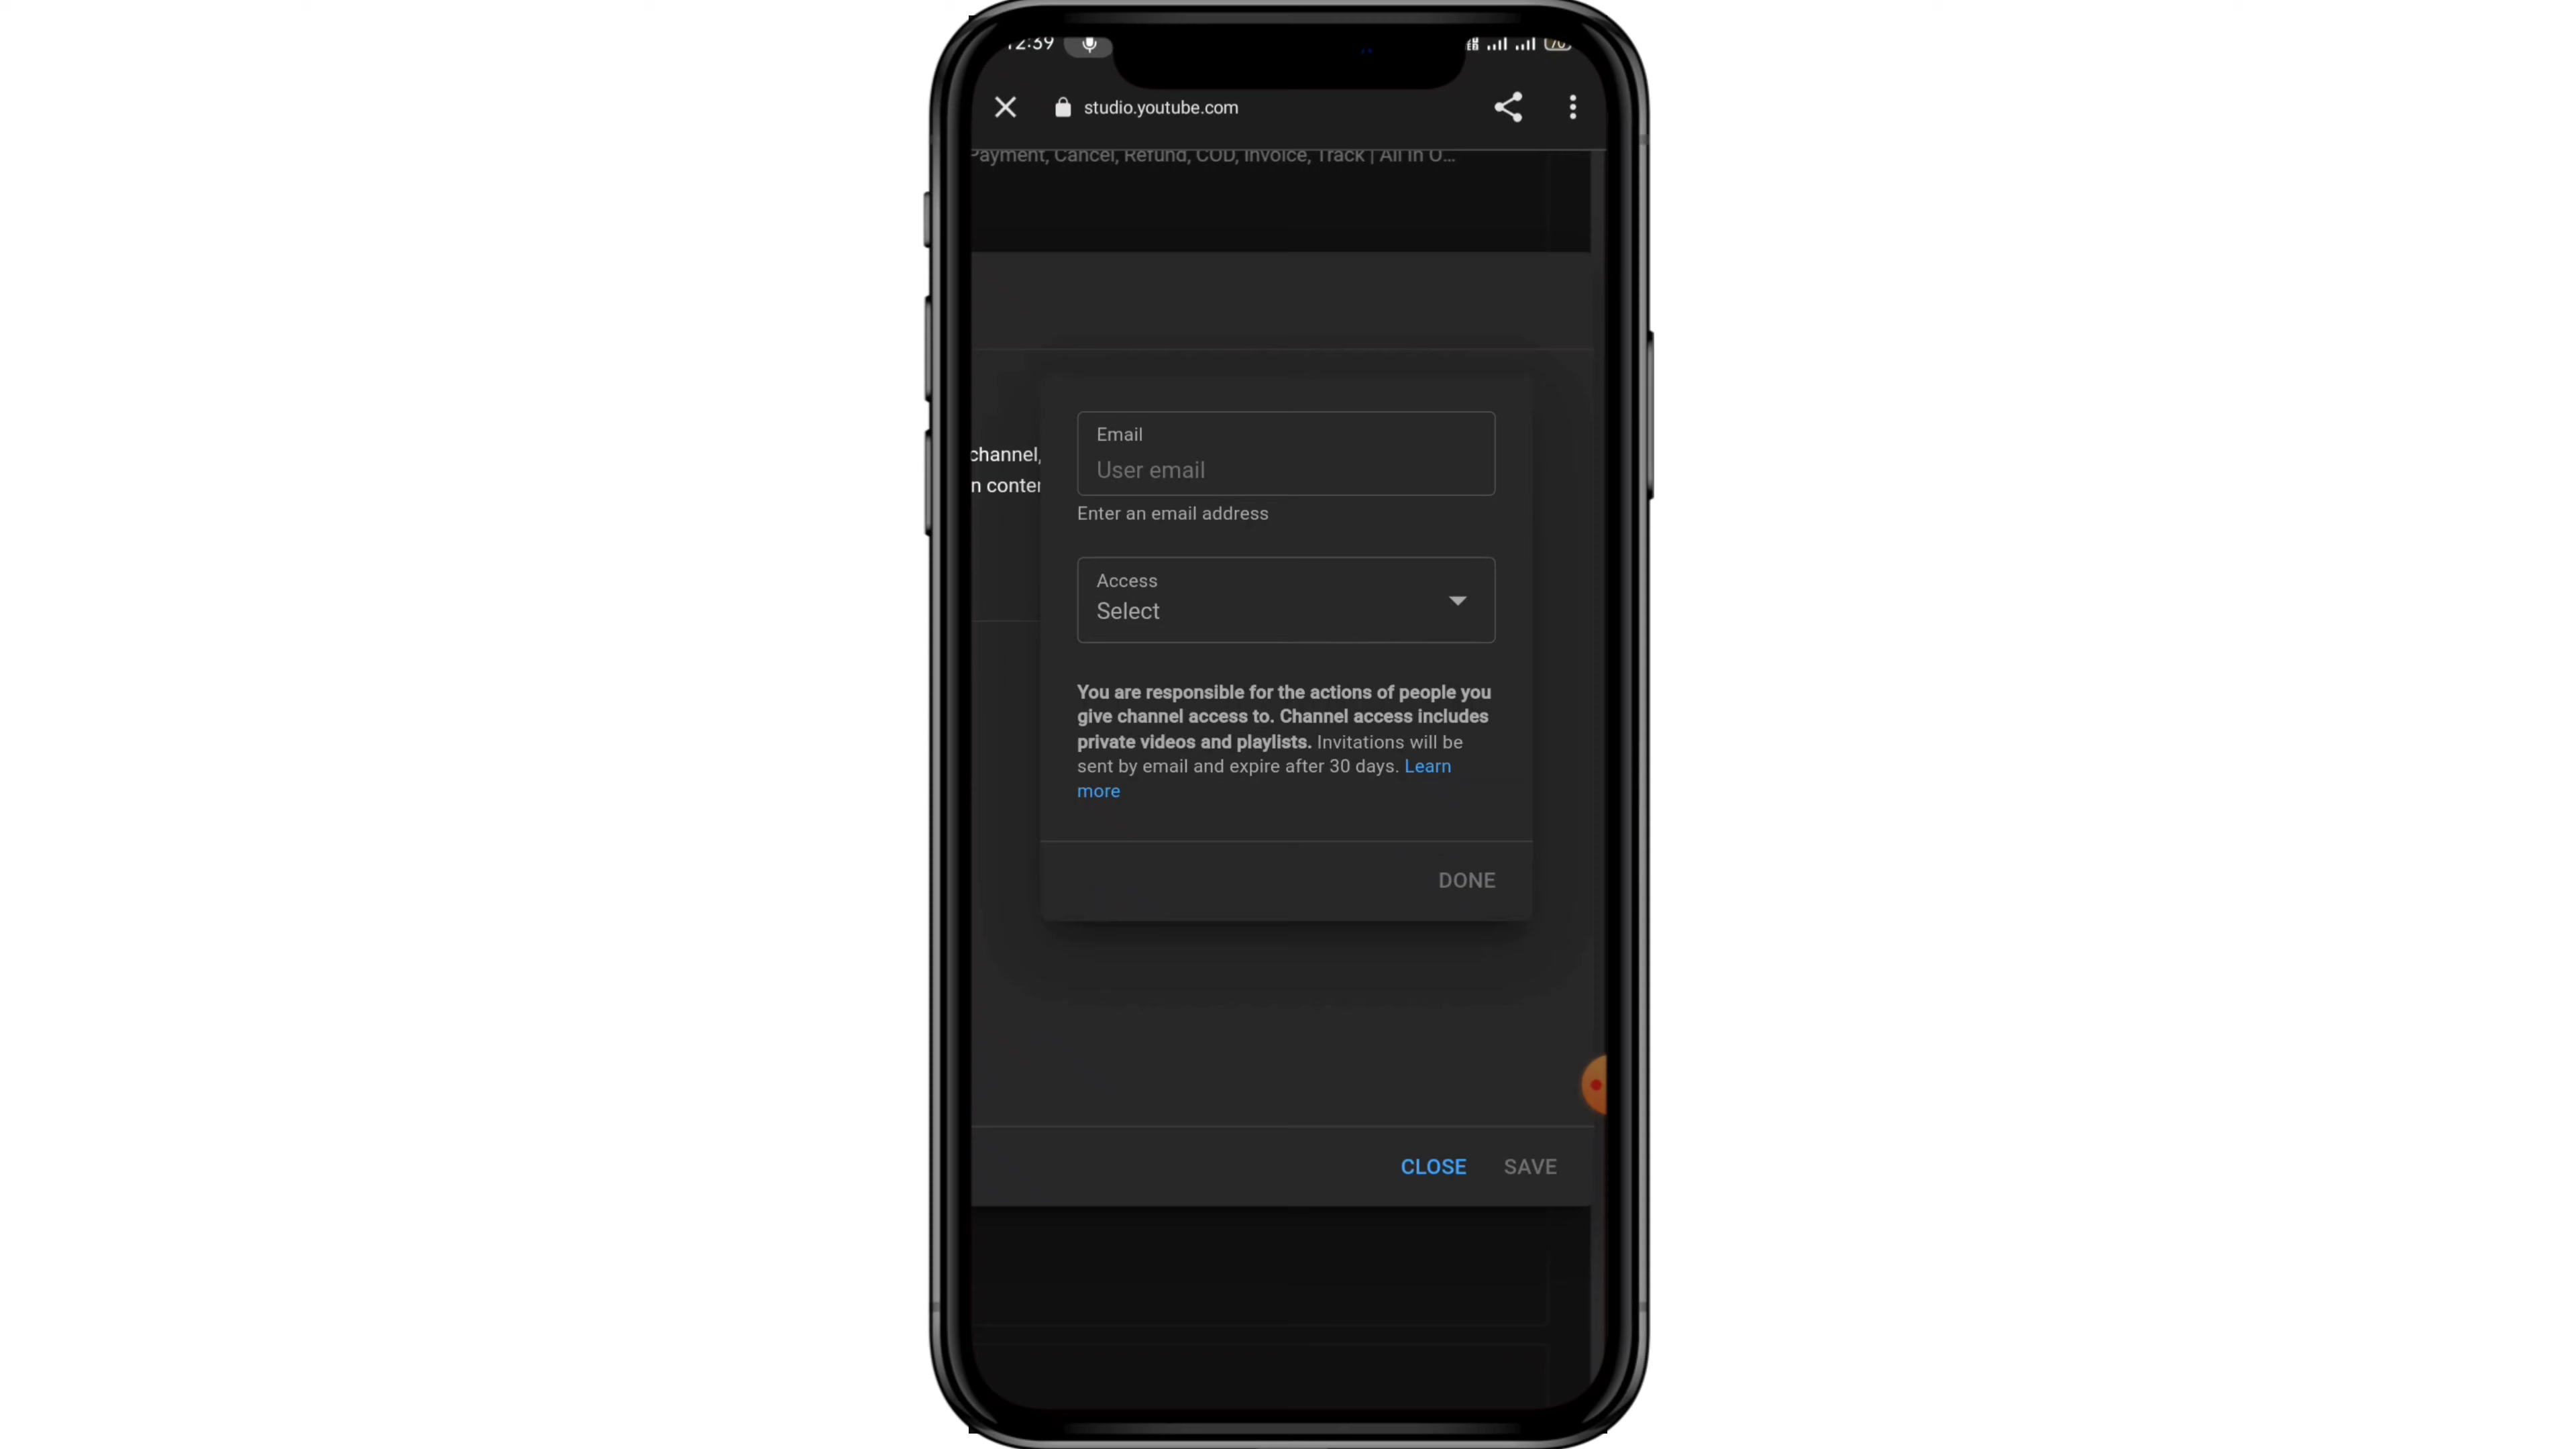 12:39
studio.youtube.com
Payment, Cancel, Refund, COD, Invoice, Track | All In O...
Email
User email
channel,
Enter an email address
Access
Select
You are responsible for the actions of people you
give channel access to. Channel access includes
private videos and playlists. Invitations will be
sent by email and expire after 30 days. Learn
more
DONE
CLOSE SAVE